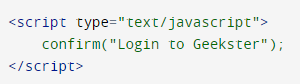 <script type="text/javascript">
    confirm("Login to Geekster");
</script>